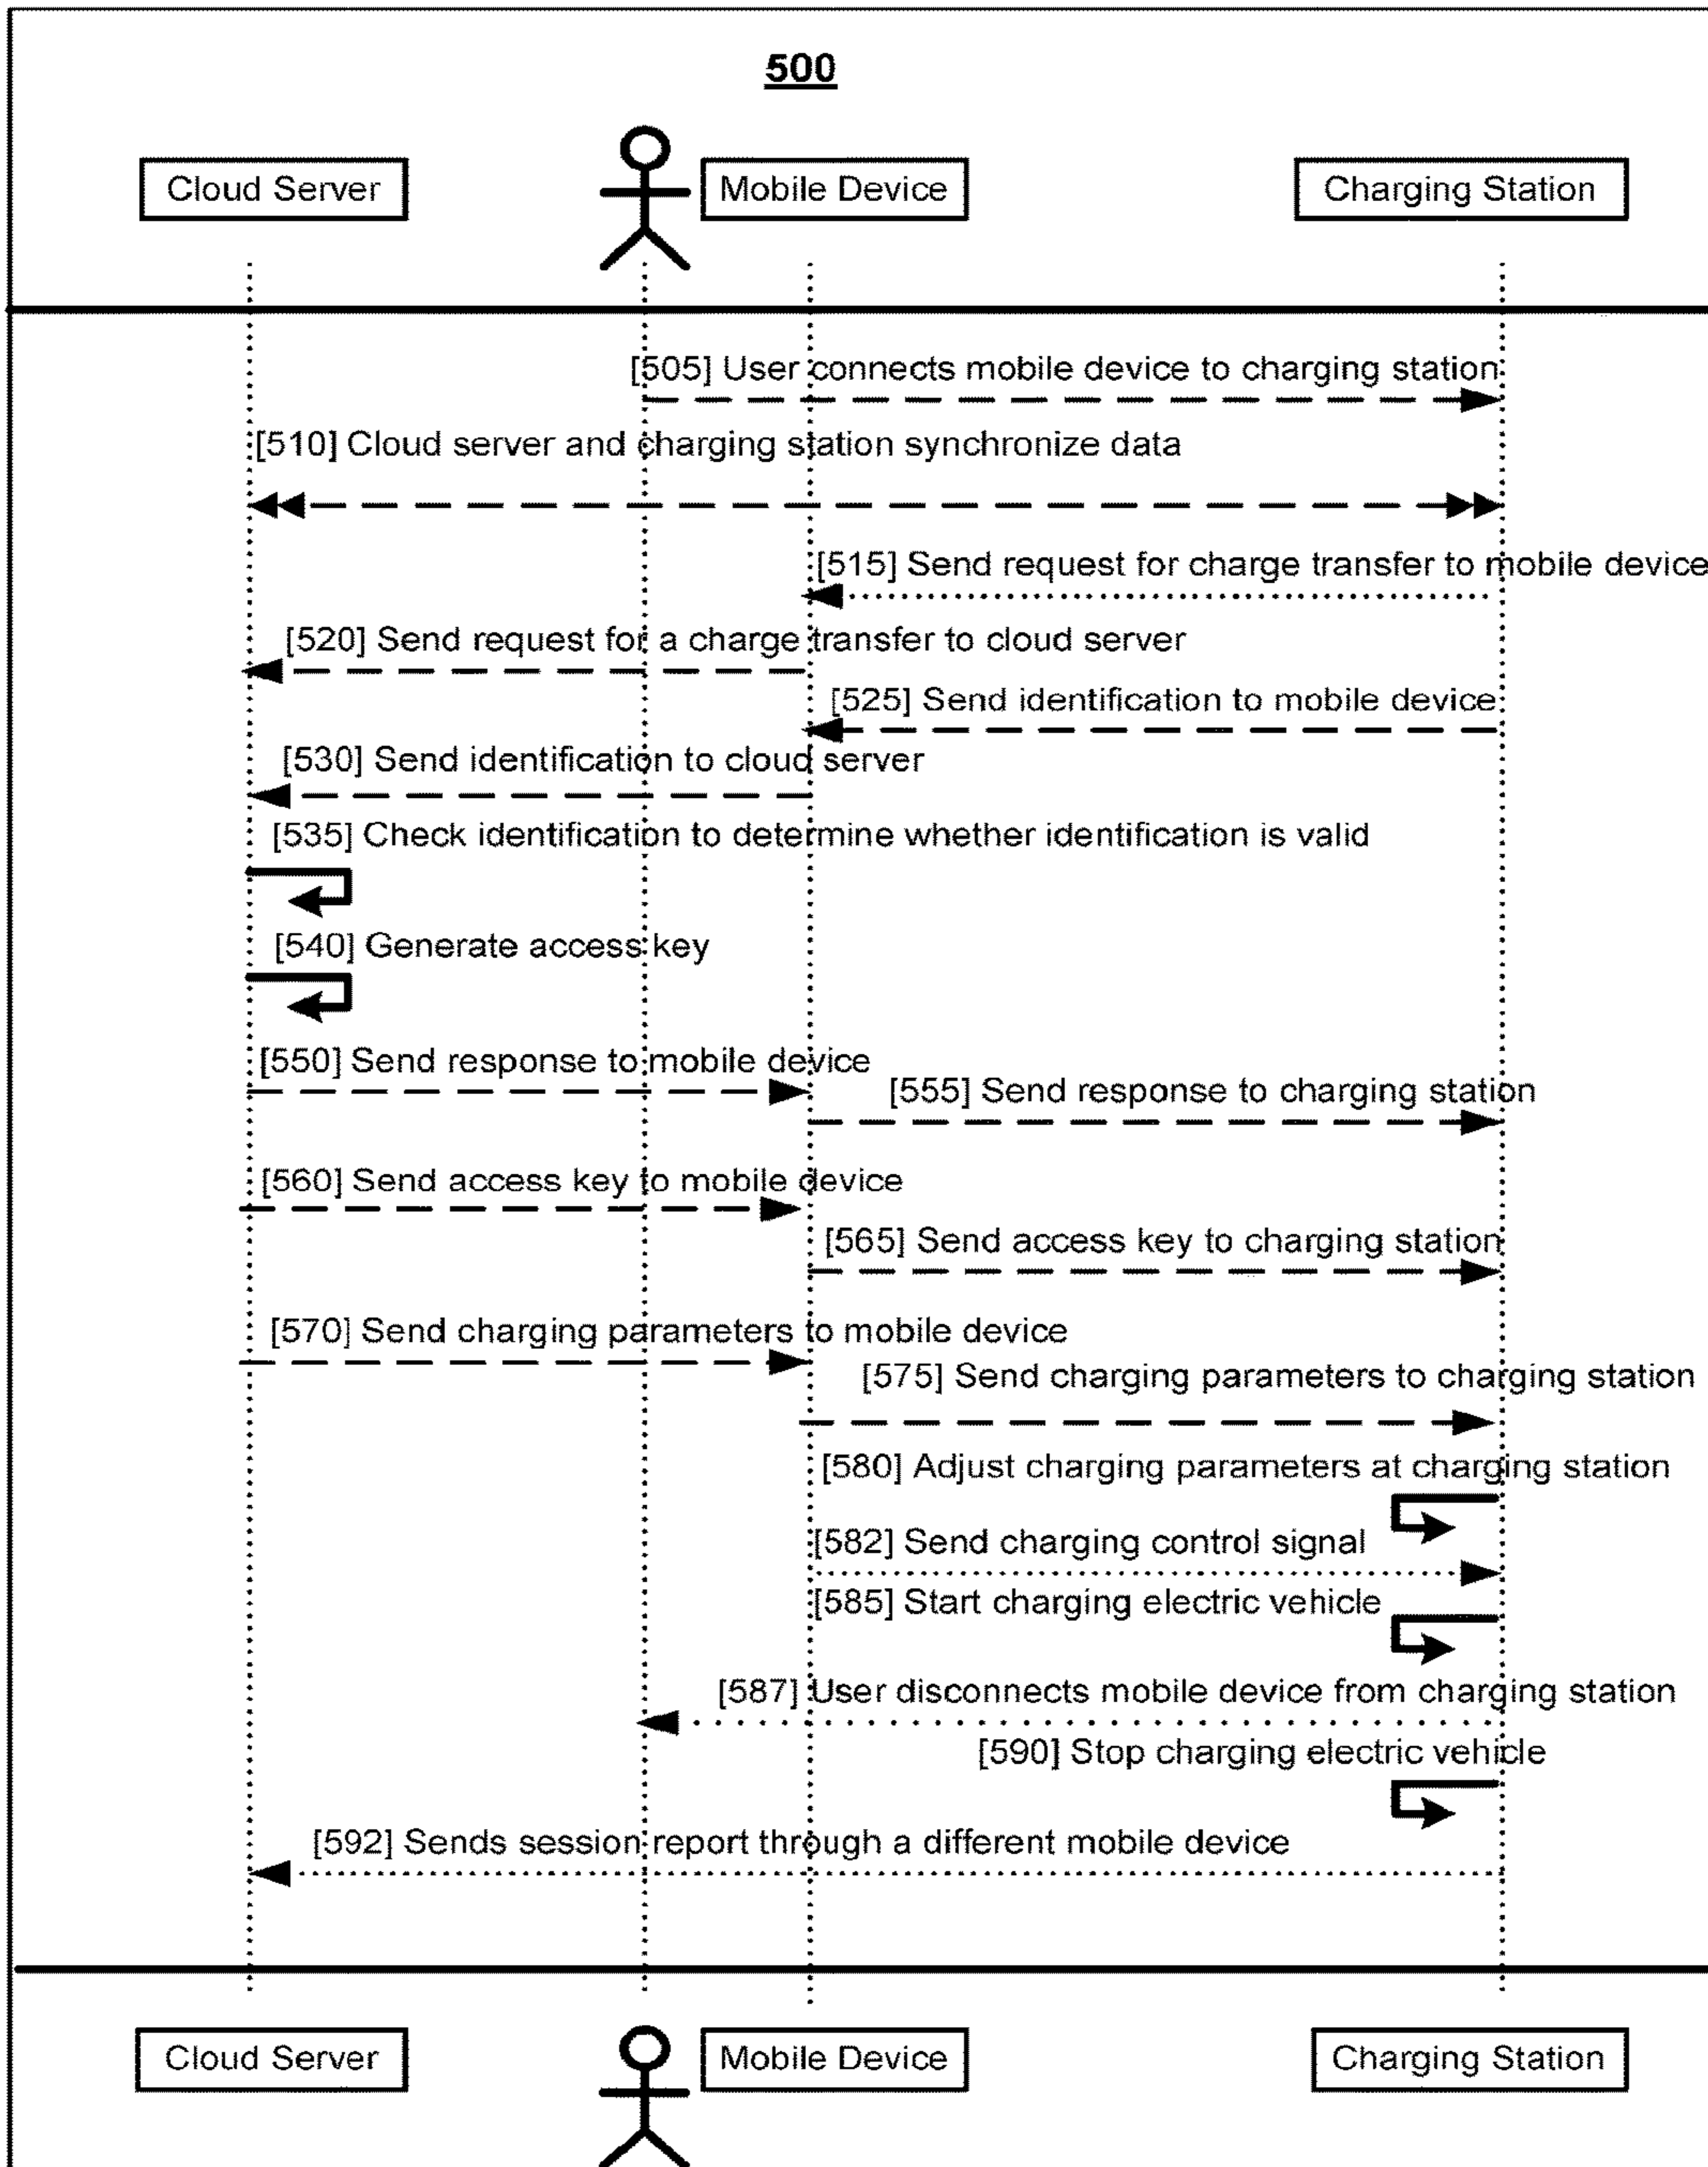 500
Cloud Server
Mobile Device
Charging Station
[505] User connects mobile device to charging station
[510] Cloud server and charging station synchronize data
[515] Send request for charge transfer to mobile device
[520] Send request for a charge transfer to cloud server
[525] Send identification to mobile device
[530] Send identification to cloud server
[535] Check identification to determine whether identification is valid
[540] Generate access key
[550] Send response to mobile device
[555] Send response to charging station
[560] Send access key to mobile device
[565] Send access key to charging station
[570] Send charging parameters to mobile device
[575] Send charging parameters to charging station
[580] Adjust charging parameters at charging station
[582] Send charging control signal
[585] Start charging electric vehicle
[587] User disconnects mobile device from charging station
[590] Stop charging electric vehicle
[592] Sends session report through a different mobile device
Cloud Server
Mobile Device
Charging Station